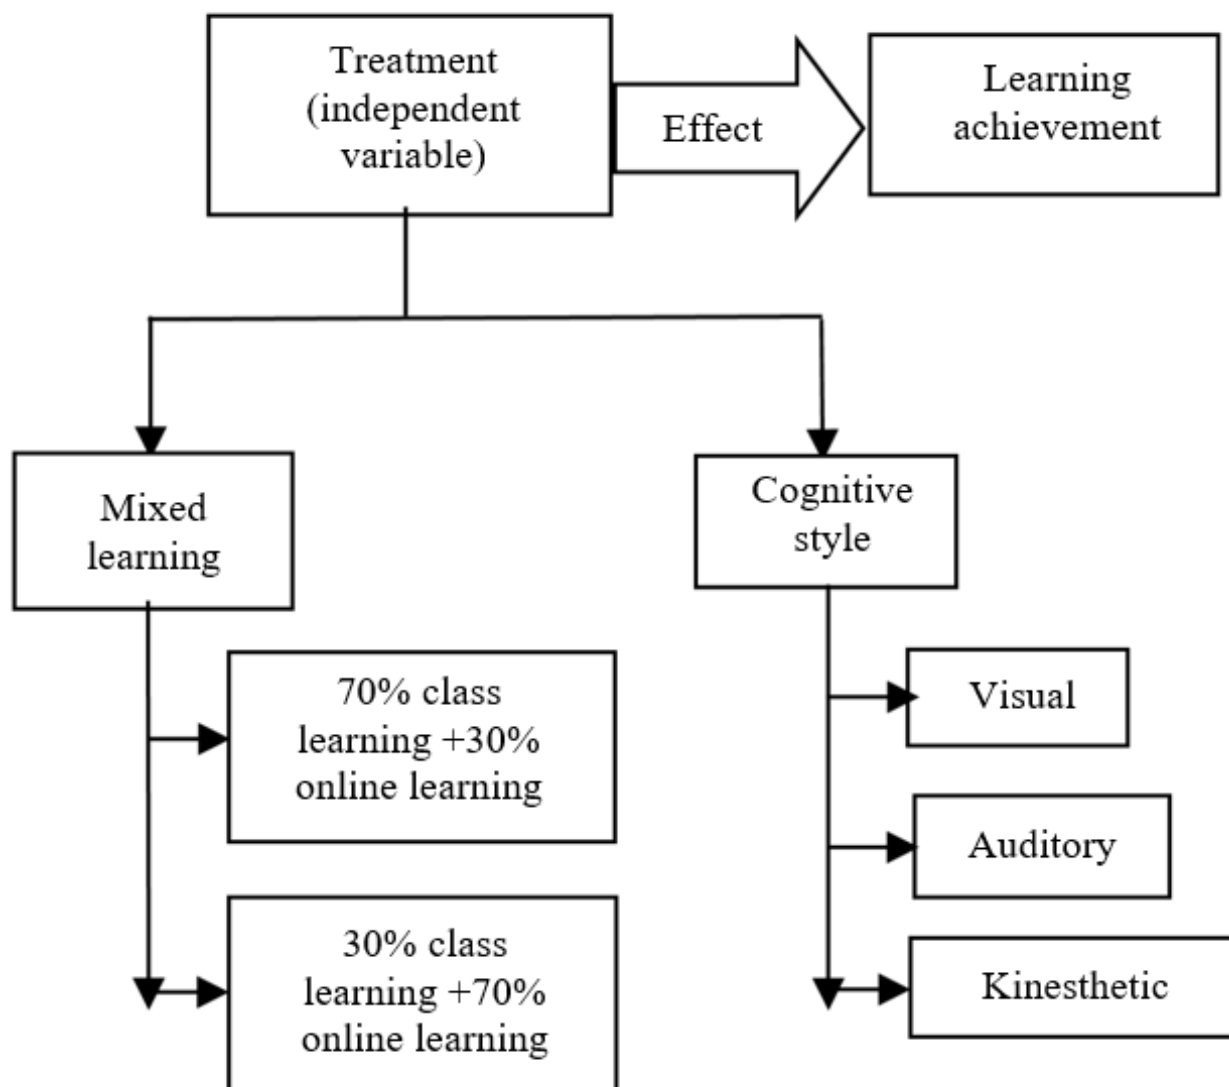 Treatment
(independent
variable)
Effect
Learning
achievement
Mixed
learning
Cognitive
style
70% class
learning +30%
online learning
30% class
learning +70%
online learning
Visual
Auditory
Kinesthetic